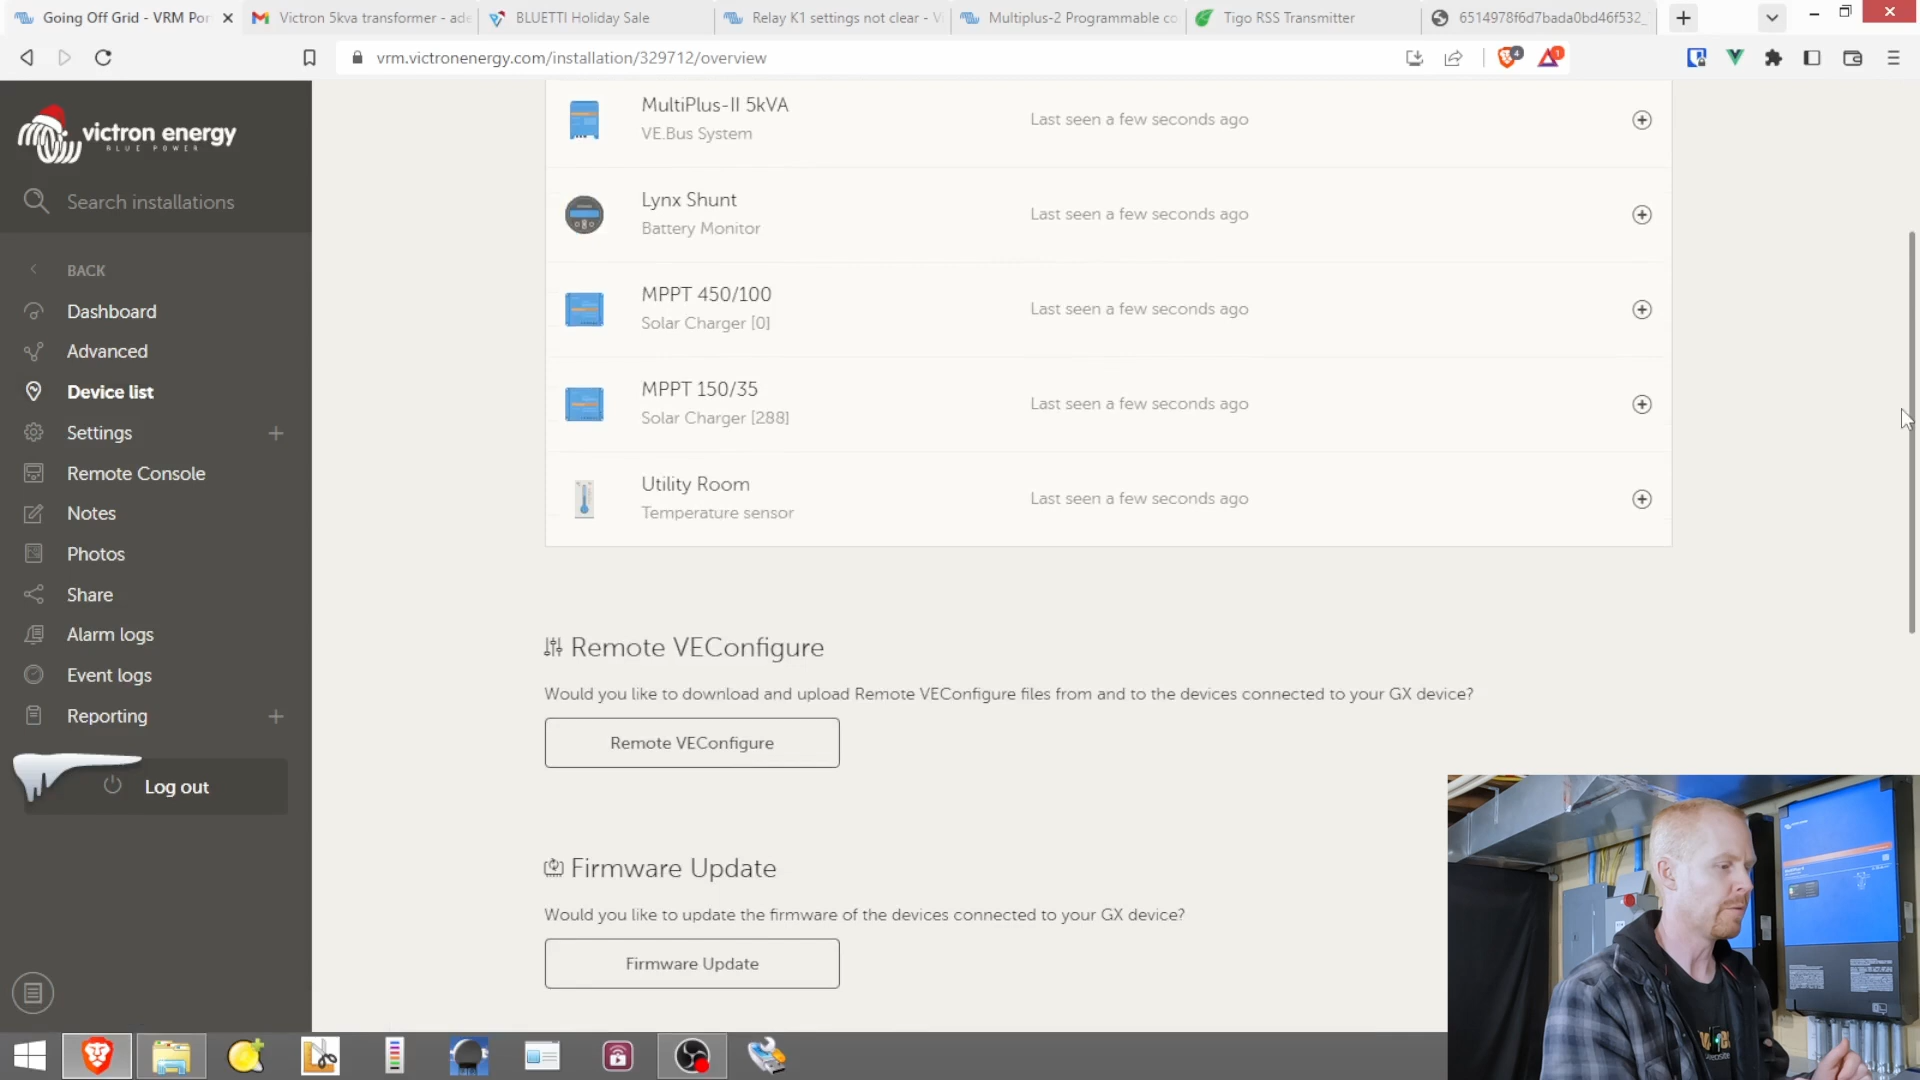 Going Off Grid - VRM Por
Victron 5kva transformer - ade
BLUETTI Holiday Sale
Relay K1 settings not clear - Vi
Multiplus-2 Programmable co
Tigo RSS Transmitter
6514978f6d7bada0bd46f532_
vrm.victronenergy.com/installation/329712/overview
4
1
victron energy
BLUE POWER
Search installations
BACK
Dashboard
Advanced
Device list
Settings
Remote Console
Notes
Photos
Share
Alarm logs
Event logs
Reporting
Log out
MultiPlus-II 5kVA
VE.Bus System
Last seen a few seconds ago
Lynx Shunt
Battery Monitor
Last seen a few seconds ago
MPPT 450/100
Solar Charger [0]
Last seen a few seconds ago
MPPT 150/35
Solar Charger [288]
Last seen a few seconds ago
Utility Room
Temperature sensor
Last seen a few seconds ago
Remote VEConfigure
Would you like to download and upload Remote VEConfigure files from and to the devices connected to your GX device?
Remote VEConfigure
Firmware Update
Would you like to update the firmware of the devices connected to your GX device?
Firmware Update